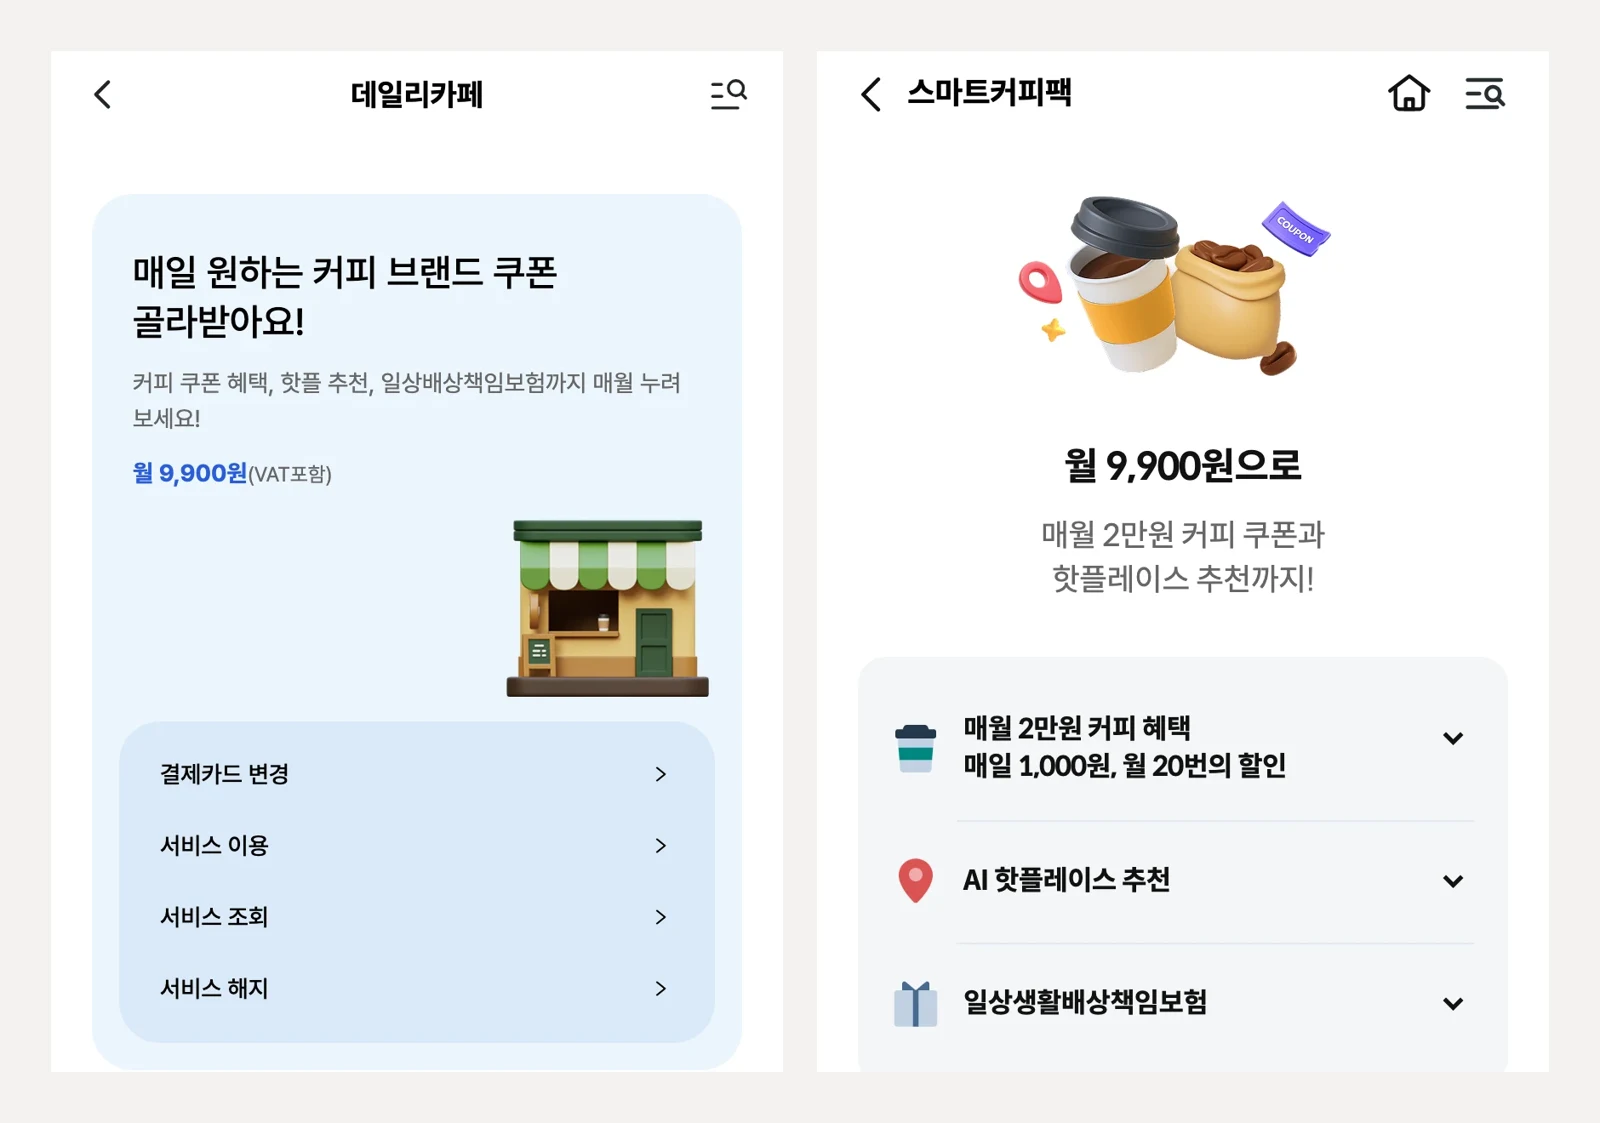 데일리카페
매일 원하는 커피 브랜드 쿠폰
골라받아요!
커피 쿠폰 혜택, 핫플 추천, 일상배상책임보험까지 매월 누려
보세요!
월 9,900원(VAT포함)
결제카드 변경
서비스 이용
서비스 조회
서비스 해지
스마트커피팩
COUPON
월 9,900원으로
매월 2만원 커피 쿠폰과
핫플레이스 추천까지!
매월 2만원 커피 혜택
매일 1,000원, 월 20번의 할인
AI 핫플레이스 추천
일상생활배상책임보험